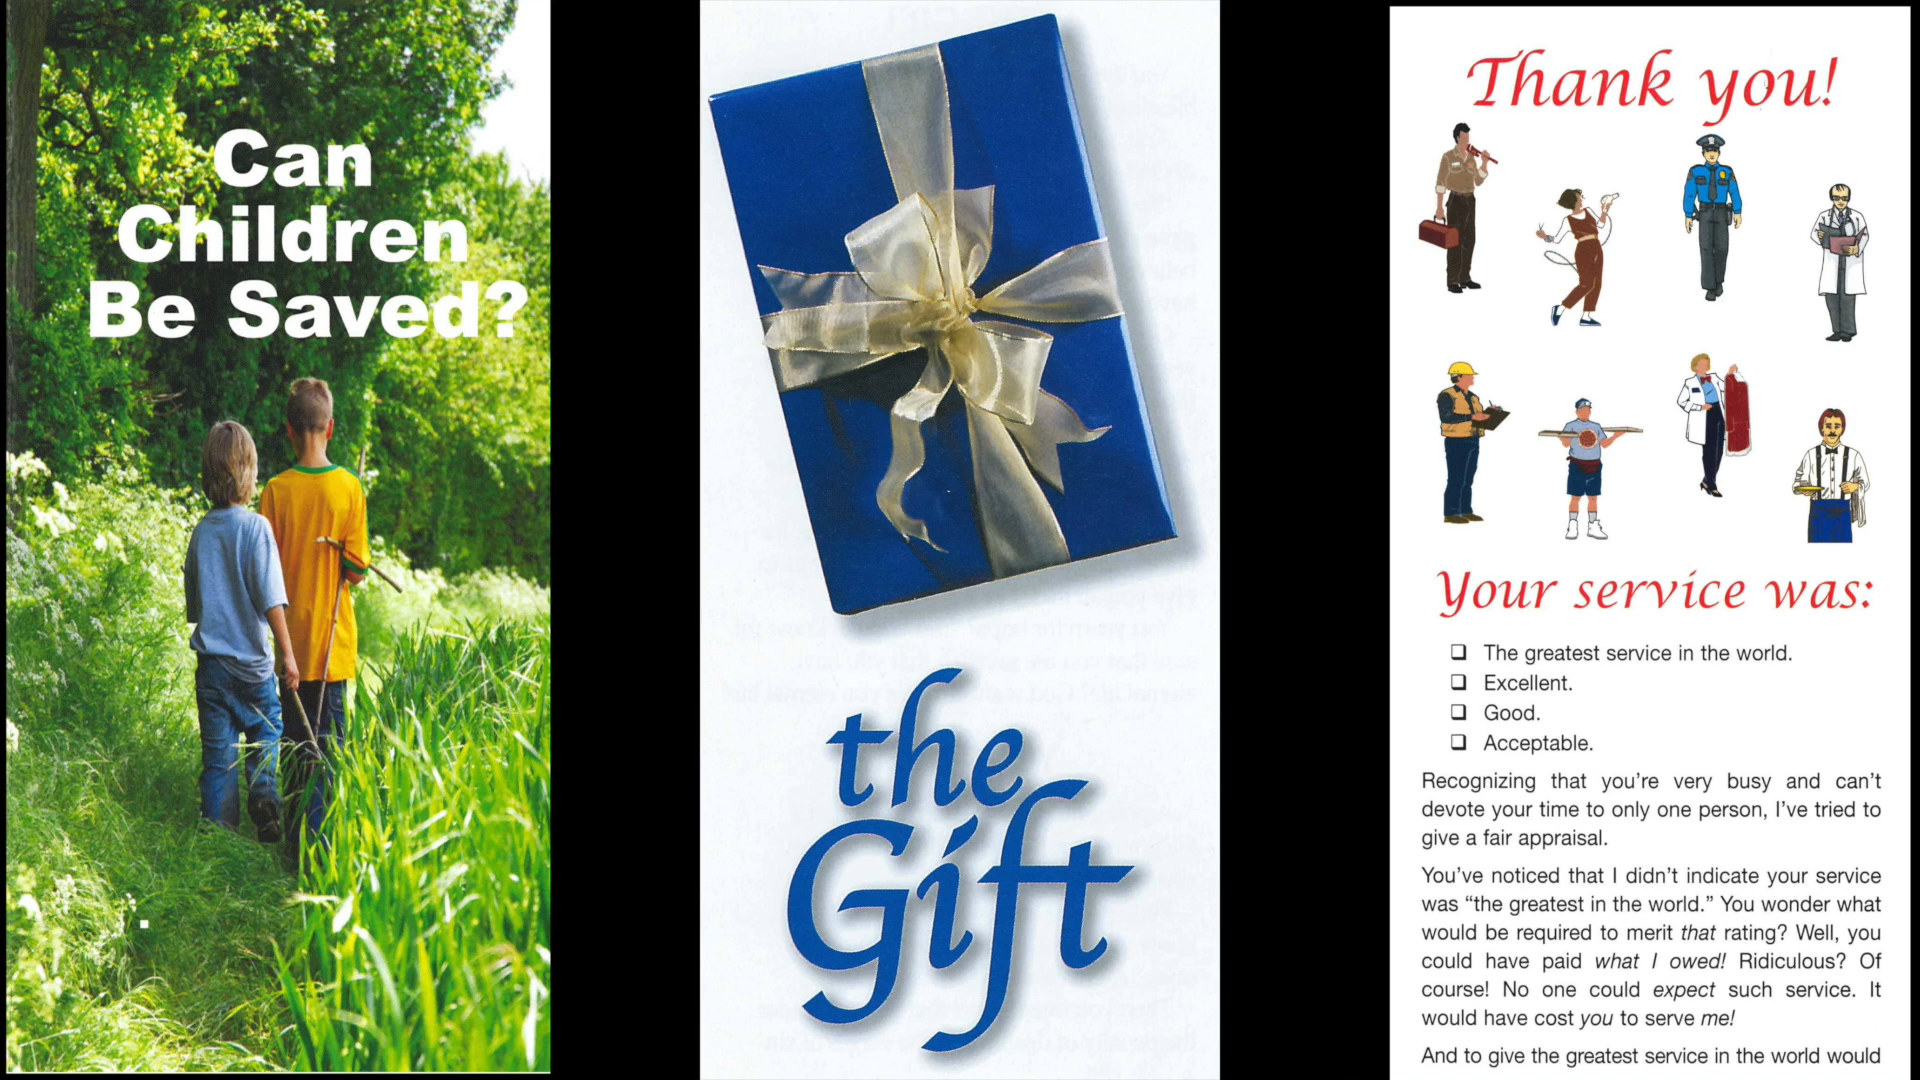 Can
Children
Be Saved?
the
Gift
Thank you!
Your service was:
❑ The greatest service in the world.
❑ Excellent.
❑ Good.
❑ Acceptable.
Recognizing that you're very busy and can't
devote your time to only one person, I've tried to
give a fair appraisal.
You've noticed that I didn't indicate your service
was “the greatest in the world.” You wonder what
would be required to merit that rating? Well, you
could have paid what I owed! Ridiculous? Of
course! No one could expect such service. It
would have cost you to serve me!
And to give the greatest service in the world would